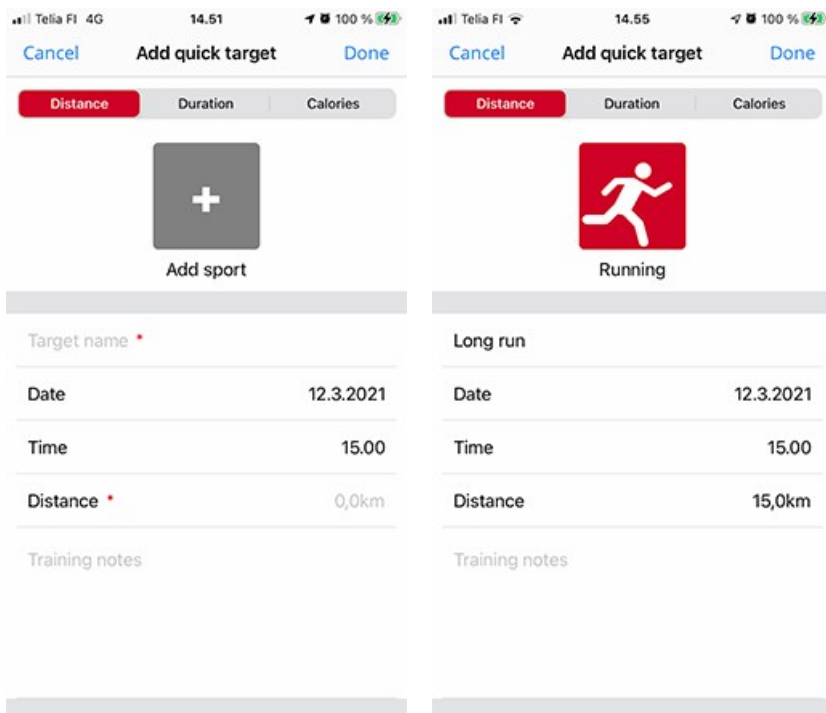 Telia FI 4G 14.51 100 %
Cancel Add quick target Done
Distance Duration Calories
+
Add sport
Target name *
Date 12.3.2021
Time 15.00
Distance * 0,0km
Training notes
Telia FI 14.55 100 %
Cancel Add quick target Done
Distance Duration Calories
Running
Long run
Date 12.3.2021
Time 15.00
Distance 15,0km
Training notes